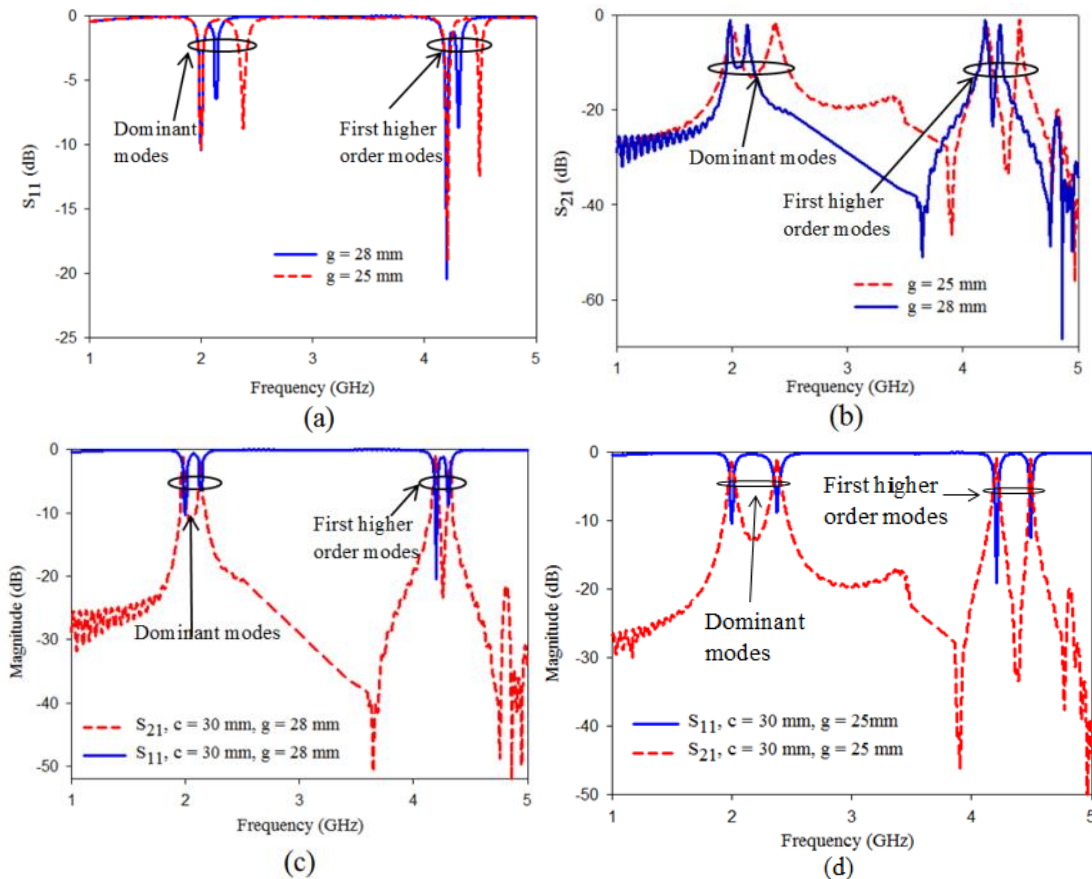 0
-5
-10
-15
-20
-25
S11 (dB)
Dominant
modes
First higher
order modes
g = 28 mm
g = 25 mm
1 2 3 4 5
Frequency (GHz)
(a)
0
-20
-40
-60
S21 (dB)
Dominant modes
First higher
order modes
g = 25 mm
g = 28 mm
1 2 3 4 5
Frequency (GHz)
(b)
0
-10
-20
-30
-40
-50
Magnitude (dB)
First higher
order modes
Dominant modes
S21, c = 30 mm, g = 28 mm
S11, c = 30 mm, g = 28 mm
1 2 3 4 5
Frequency (GHz)
(c)
0
-10
-20
-30
-40
-50
Magnitude (dB)
First higher
order modes
Dominant
modes
S11, c = 30 mm, g = 25mm
S21, c = 30 mm, g = 25 mm
1 2 3 4 5
Frequency (GHz)
(d)